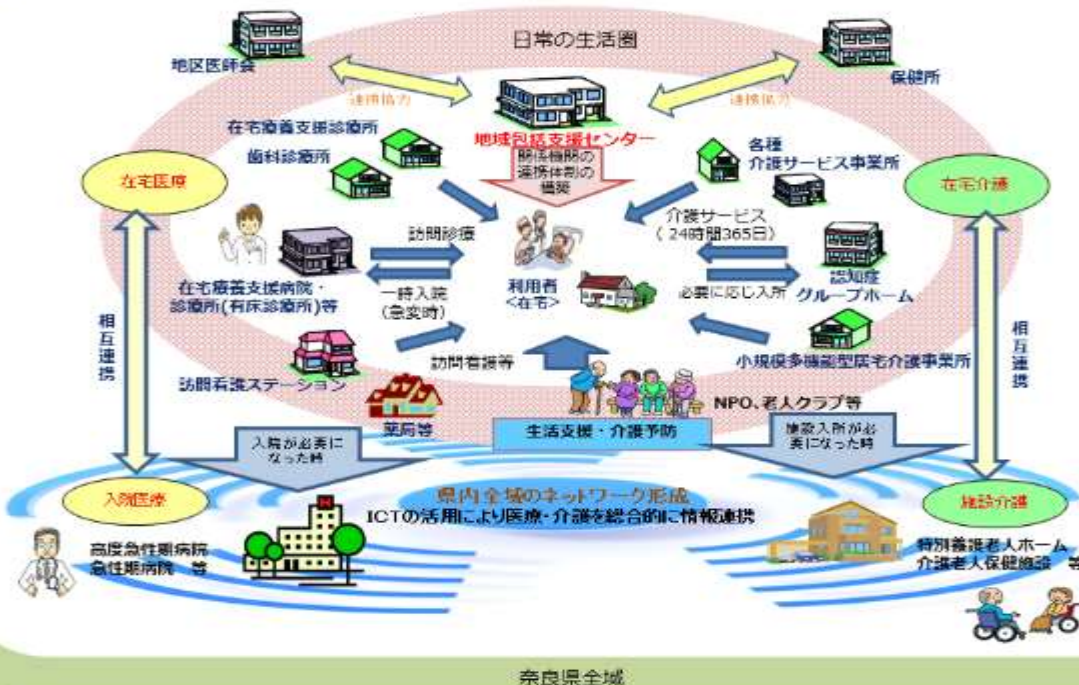 日常の生活圏
地区医師会
保健所
連携協力
連携協力
在宅療養支援診療所
歯科診療所
地域包括支援センター
関係機関の
連携体制の
構築
各種
介護サービス事業所
在宅医療
在宅介護
訪問診療
介護サービス
（24時間365日）
在宅療養支援病院・
診療所(有床診療所)等
一時入院
（急変時）
利用者
<在宅>
必要に応じ入所
認知症
グループホーム
相互連携
相互連携
訪問看護等
小規模多機能型居宅介護事業所
訪問看護ステーション
薬局等
NPO、老人クラブ等
生活支援・介護予防
入院が必要に
なった時
施設入所が必
要になった時
入院医療
県内全域のネットワーク形成
ICTの活用により医療・介護を総合的に情報連携
施設介護
高度急性期病院
急性期病院　等
特別養護老人ホーム
介護老人保健施設　等
奈良県全域